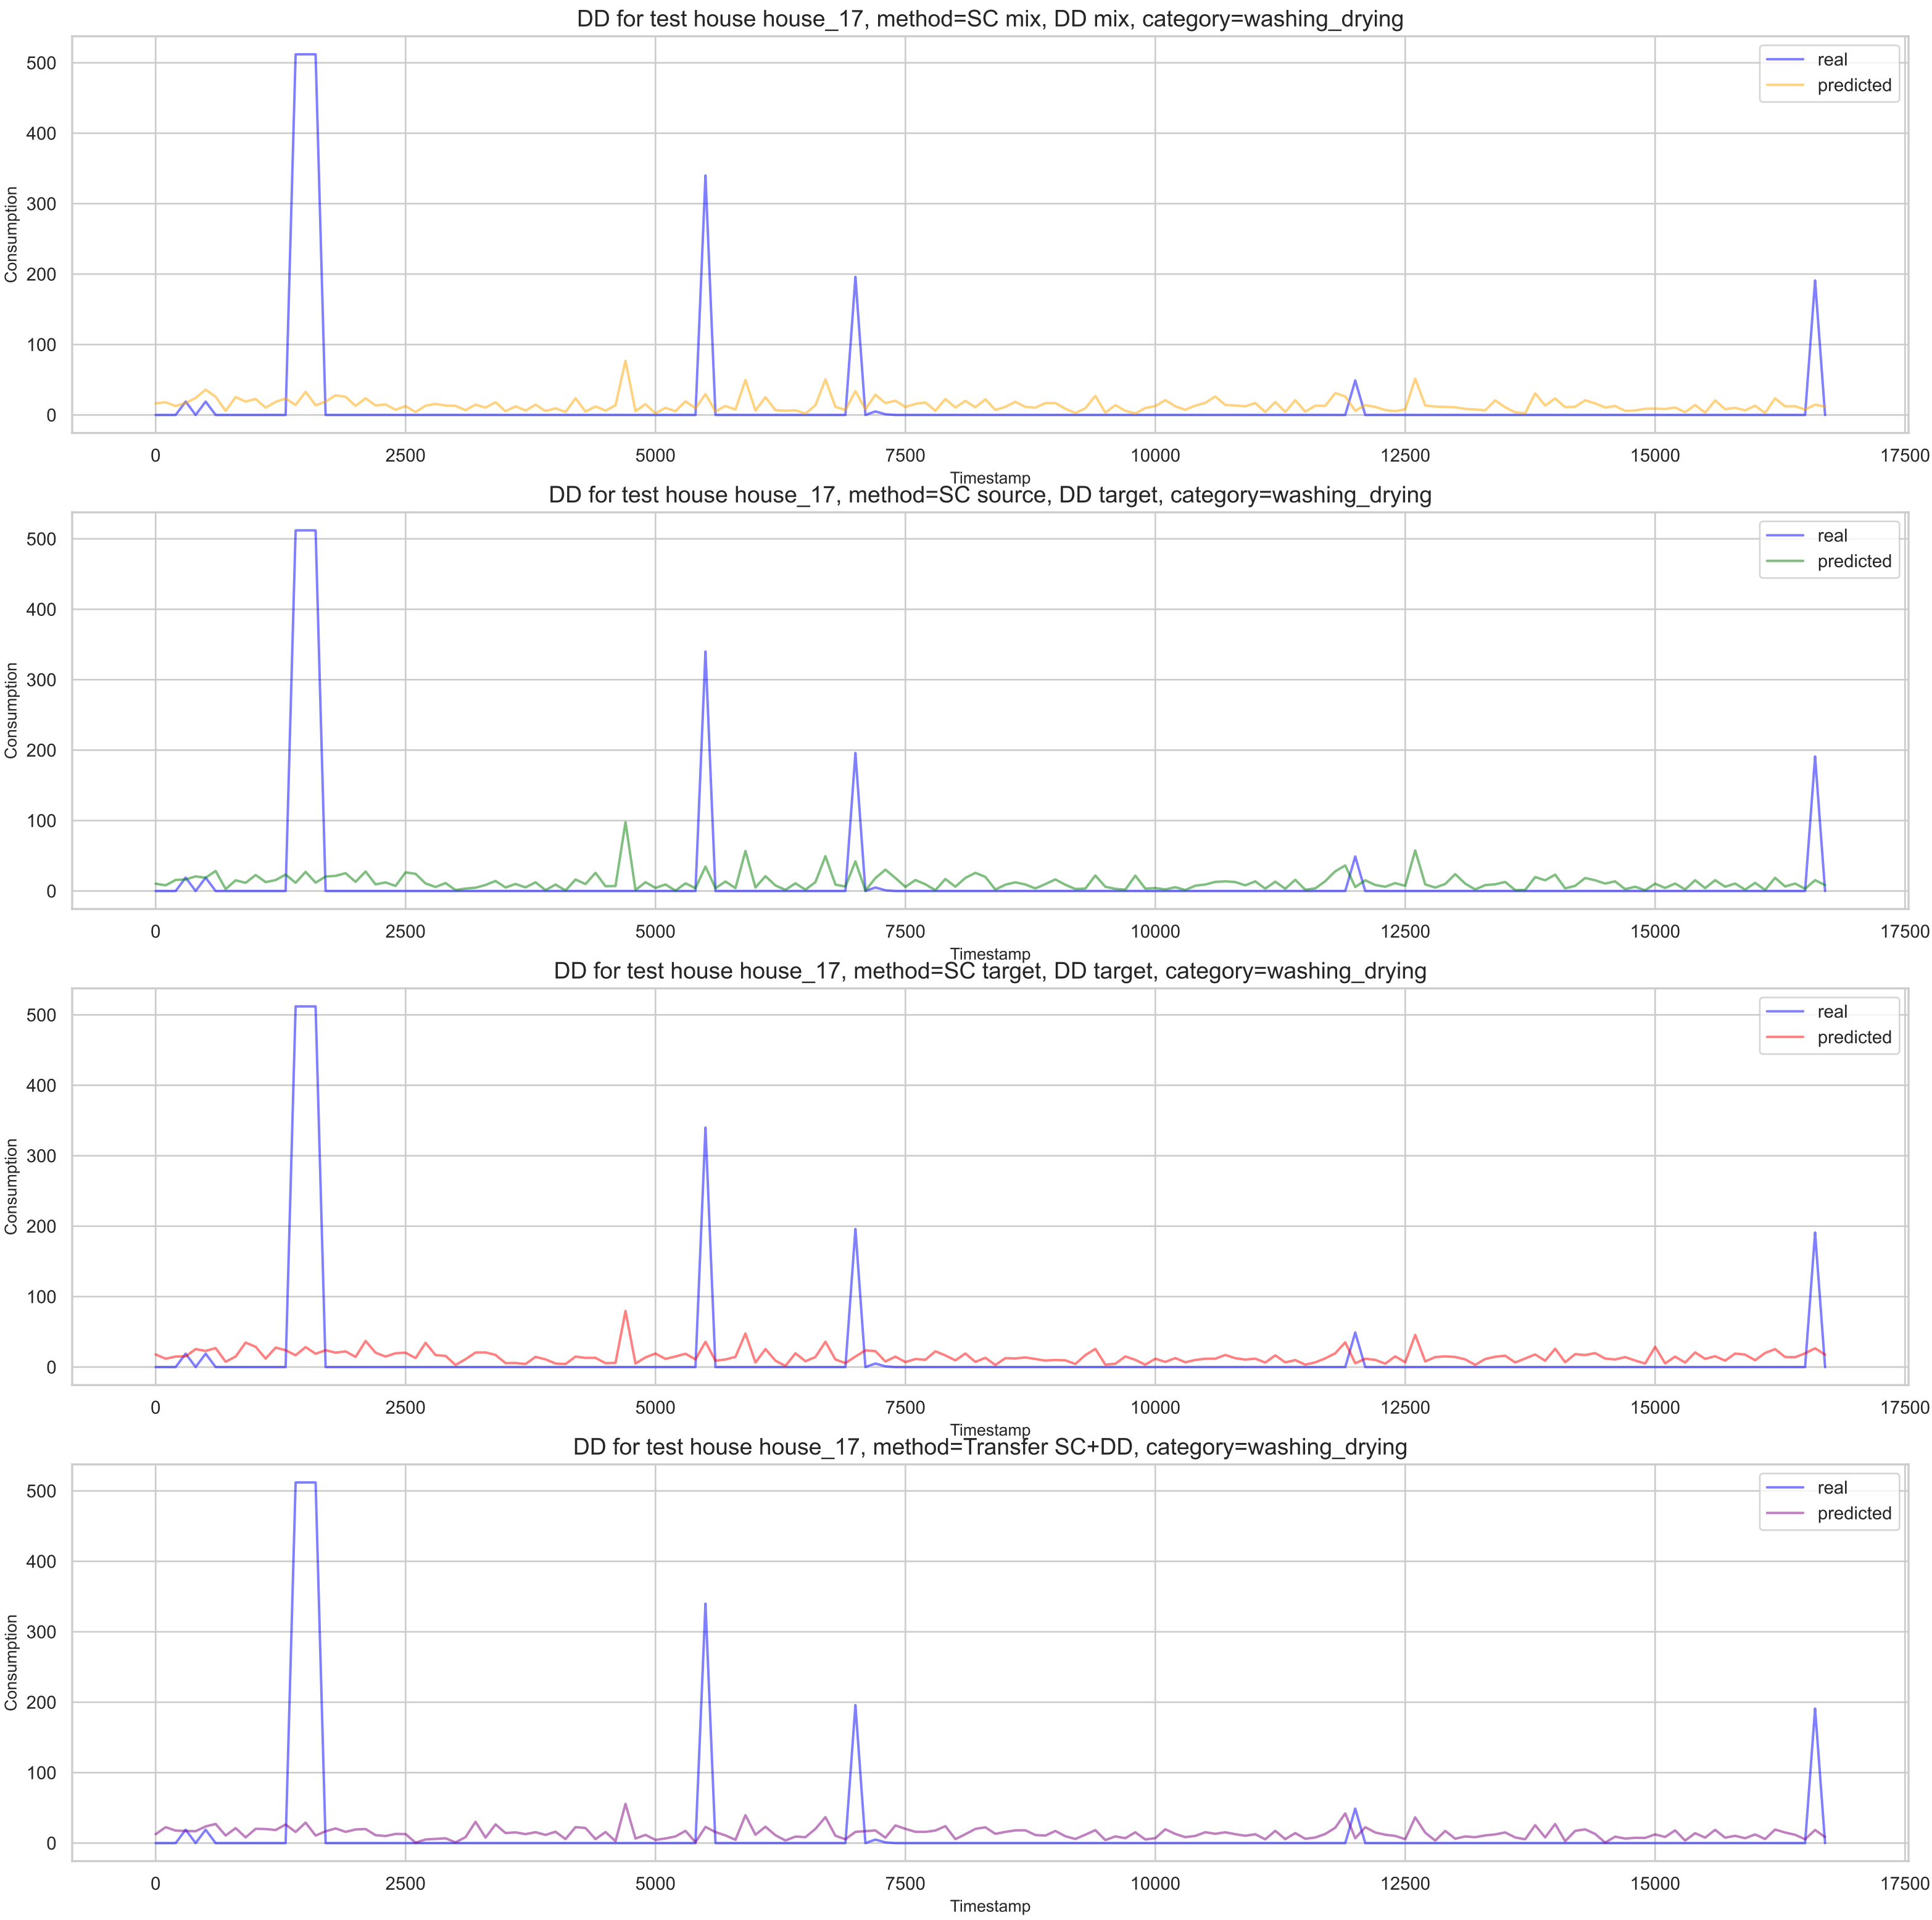 DD for test house house_17, method=SC mix, DD mix, category=washing_drying
real
predicted
500
400
300
200
100
0
Consumption
0 2500 5000 7500 10000 12500 15000 17500
Timestamp
DD for test house house_17, method=SC source, DD target, category=washing_drying
real
predicted
500
400
300
200
100
0
Consumption
0 2500 5000 7500 10000 12500 15000 17500
Timestamp
DD for test house house_17, method=SC target, DD target, category=washing_drying
real
predicted
500
400
300
200
100
0
Consumption
0 2500 5000 7500 10000 12500 15000 17500
Timestamp
DD for test house house_17, method=Transfer SC+DD, category=washing_drying
real
predicted
500
400
300
200
100
0
Consumption
0 2500 5000 7500 10000 12500 15000 17500
Timestamp